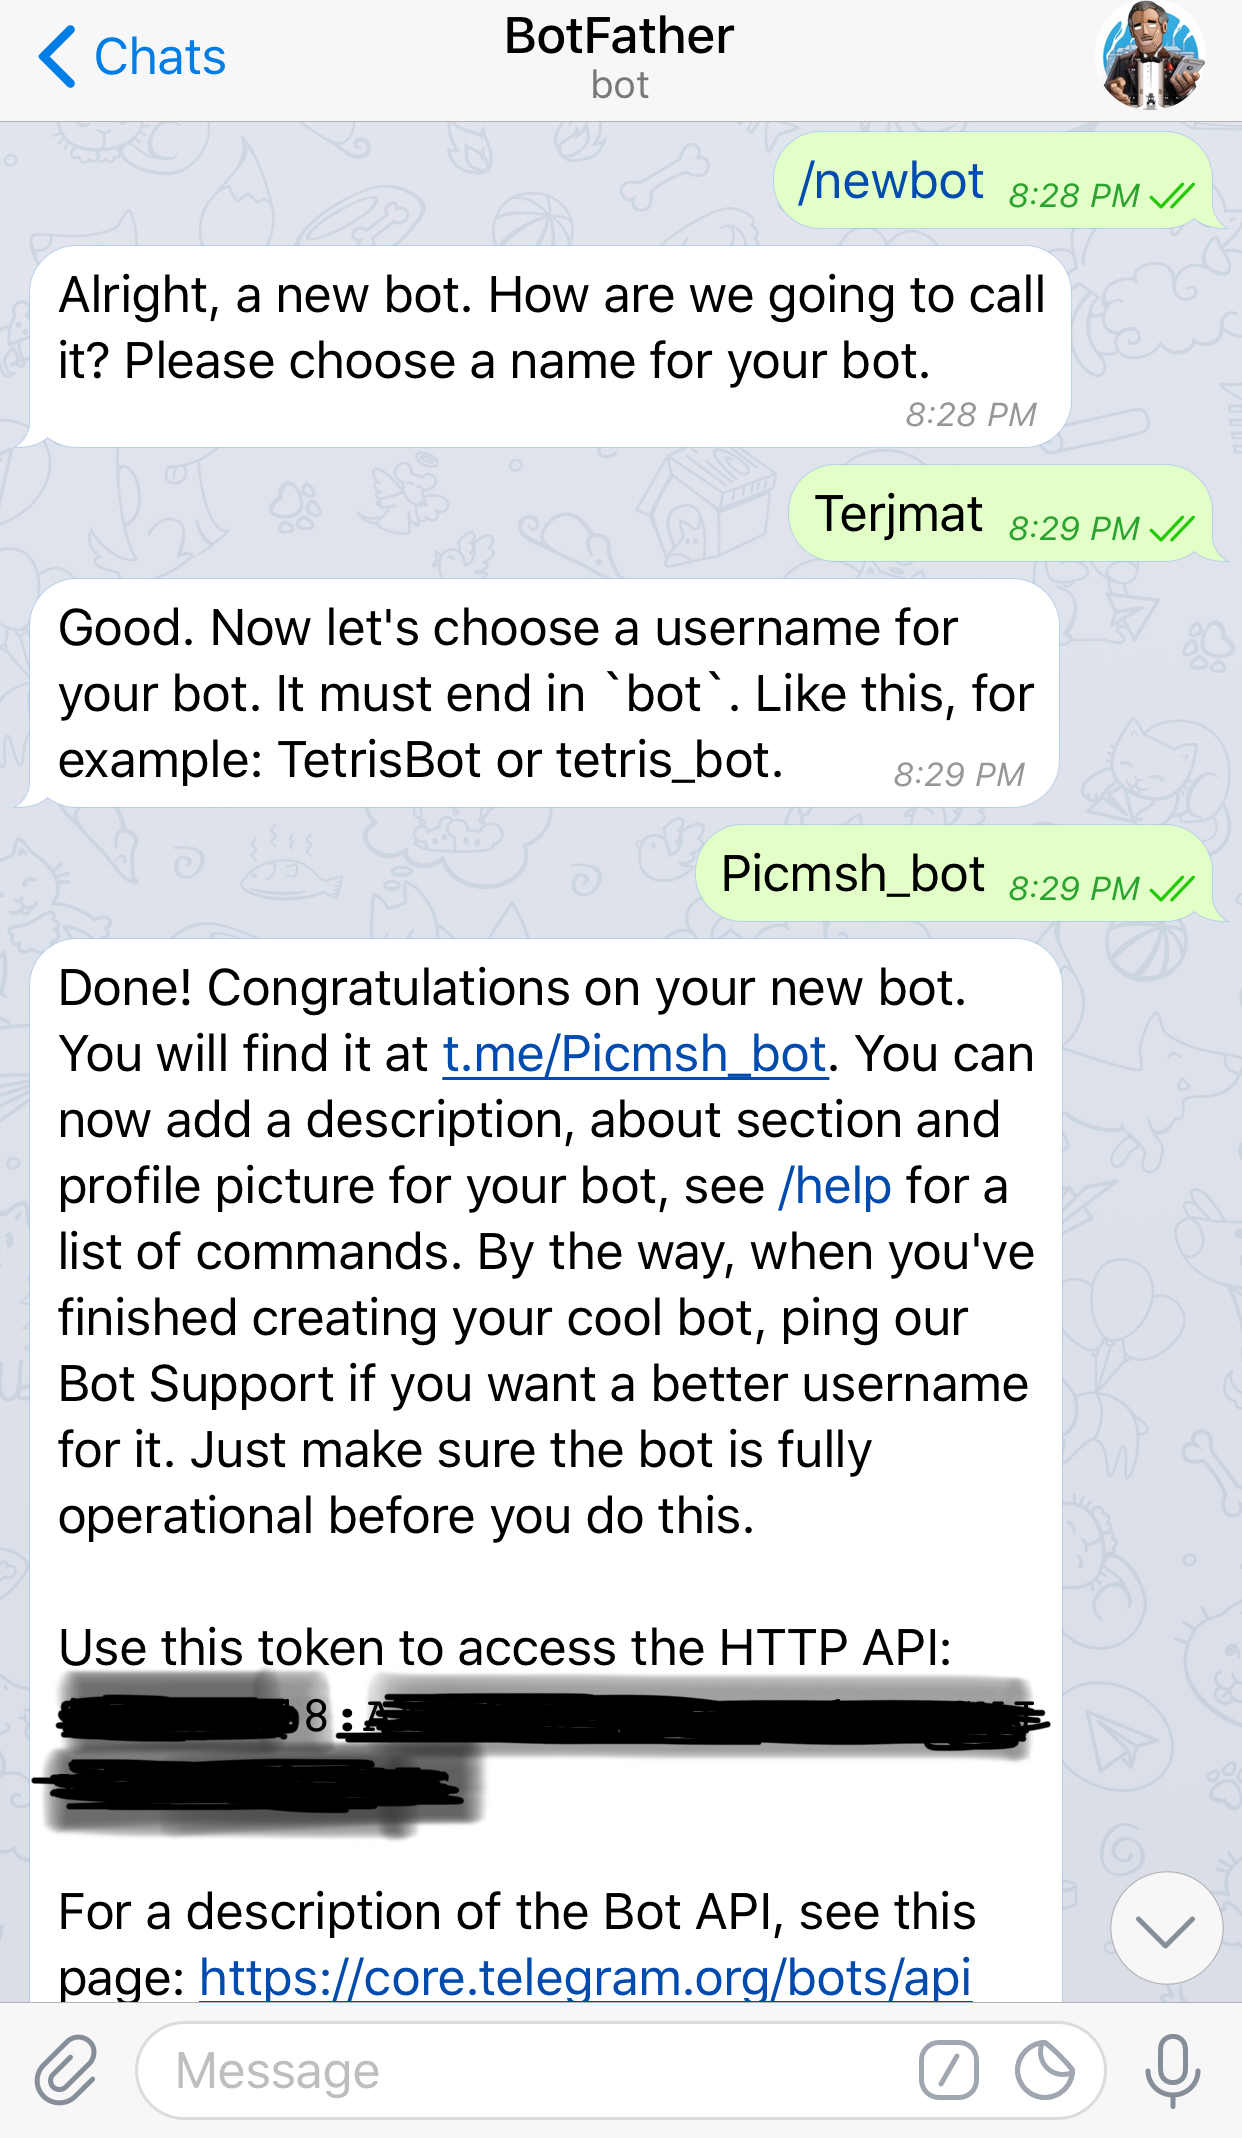 Chats
BotFather
bot
/newbot 8:28 PM
Alright, a new bot. How are we going to call
it? Please choose a name for your bot.
8:28 PM
Terjmat 8:29 PM
Good. Now let's choose a username for
your bot. It must end in `bot`. Like this, for
example: TetrisBot or tetris_bot. 8:29 PM
Picmsh_bot 8:29 PM
Done! Congratulations on your new bot.
You will find it at t.me/Picmsh_bot. You can
now add a description, about section and
profile picture for your bot, see /help for a
list of commands. By the way, when you've
finished creating your cool bot, ping our
Bot Support if you want a better username
for it. Just make sure the bot is fully
operational before you do this.
Use this token to access the HTTP API:
8:
For a description of the Bot API, see this
page: https://core.telegram.org/bots/api
Message